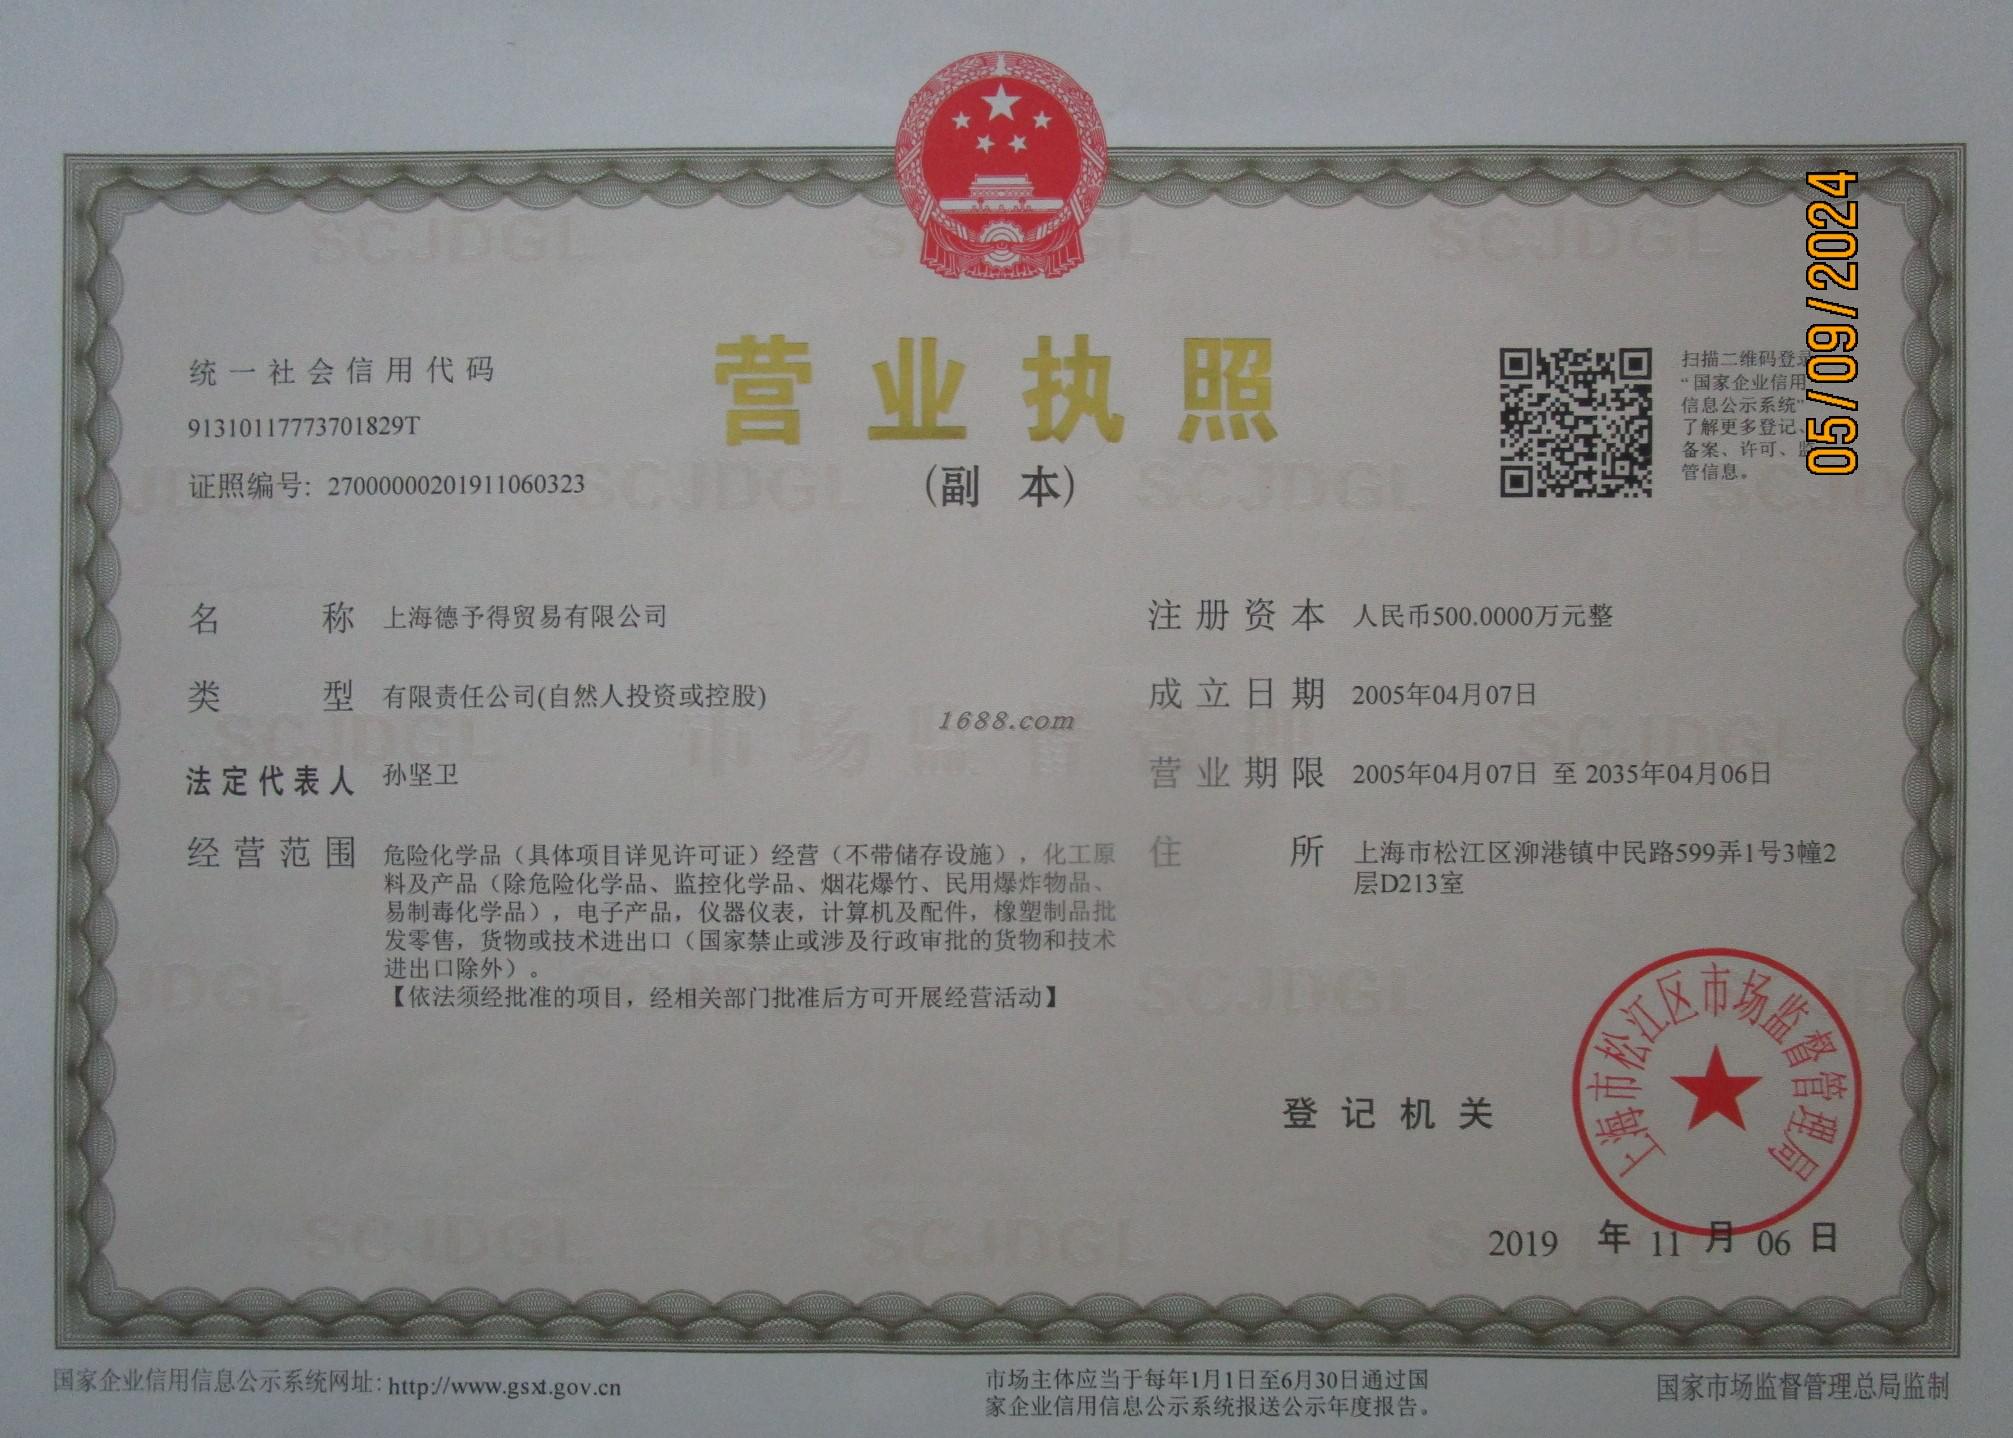 统一社会信用代码
91310117773701829T
证照编号：27000000201911060323
营业执照
（副 本）
扫描二维码登录
“国家企业信用
信息公示系统”
了解更多登记、
备案、许可、监
管信息。
05/09/2024
名 称 上海德予得贸易有限公司
类 型 有限责任公司(自然人投资或控股)
法定代表人 孙坚卫
经营范围 危险化学品（具体项目详见许可证）经营（不带储存设施），化工原
料及产品（除危险化学品、监控化学品、烟花爆竹、民用爆炸物品、
易制毒化学品），电子产品，仪器仪表，计算机及配件，橡塑制品批
发零售，货物或技术进出口（国家禁止或涉及行政审批的货物和技术
进出口除外）。
【依法须经批准的项目，经相关部门批准后方可开展经营活动】
1688.com
注册资本 人民币500.0000万元整
成立日期 2005年04月07日
营业期限 2005年04月07日 至 2035年04月06日
住 所 上海市松江区泖港镇中民路599弄1号3幢2
层D213室
登记机关
上海市松江区市场监督管理局
2019 年 11 月 06 日
国家企业信用信息公示系统网址：http://www.gsxt.gov.cn
市场主体应当于每年1月1日至6月30日通过国
家企业信用信息公示系统报送公示年度报告。
国家市场监督管理总局监制